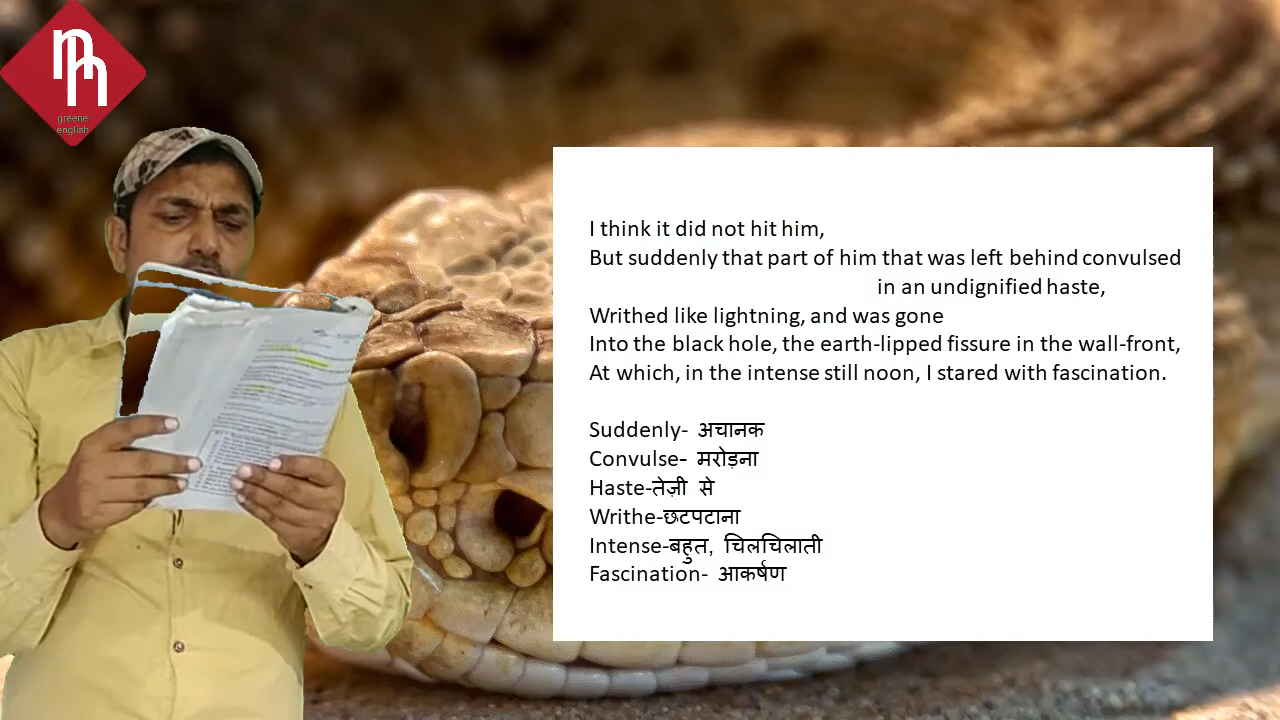 greene
english
I think it did not hit him,
But suddenly that part of him that was left behind convulsed
in an undignified haste,
Writhed like lightning, and was gone
Into the black hole, the earth-lipped fissure in the wall-front,
At which, in the intense still noon, I stared with fascination.
Suddenly- अचानक
Convulse- मरोड़ना
Haste-तेज़ी से
Writhe-छटपटाना
Intense-बहुत, चिलचिलाती
Fascination- आकर्षण